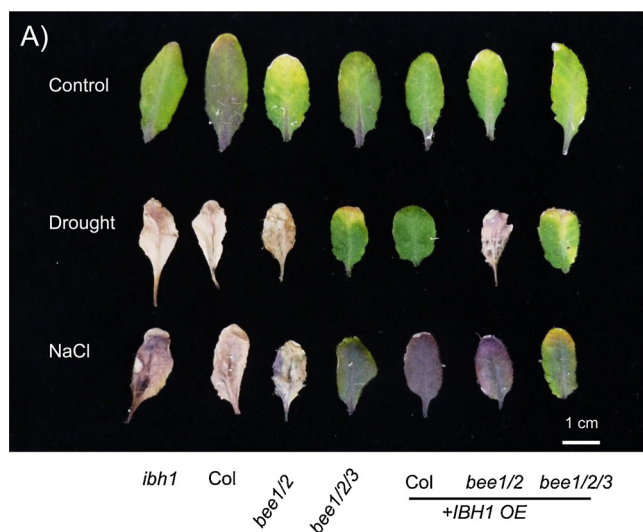 A)
Control
Drought
NaCl
1 cm
ibh1 Col bee1/2 bee1/2/3 Col bee1/2 bee1/2/3
+IBH1 OE